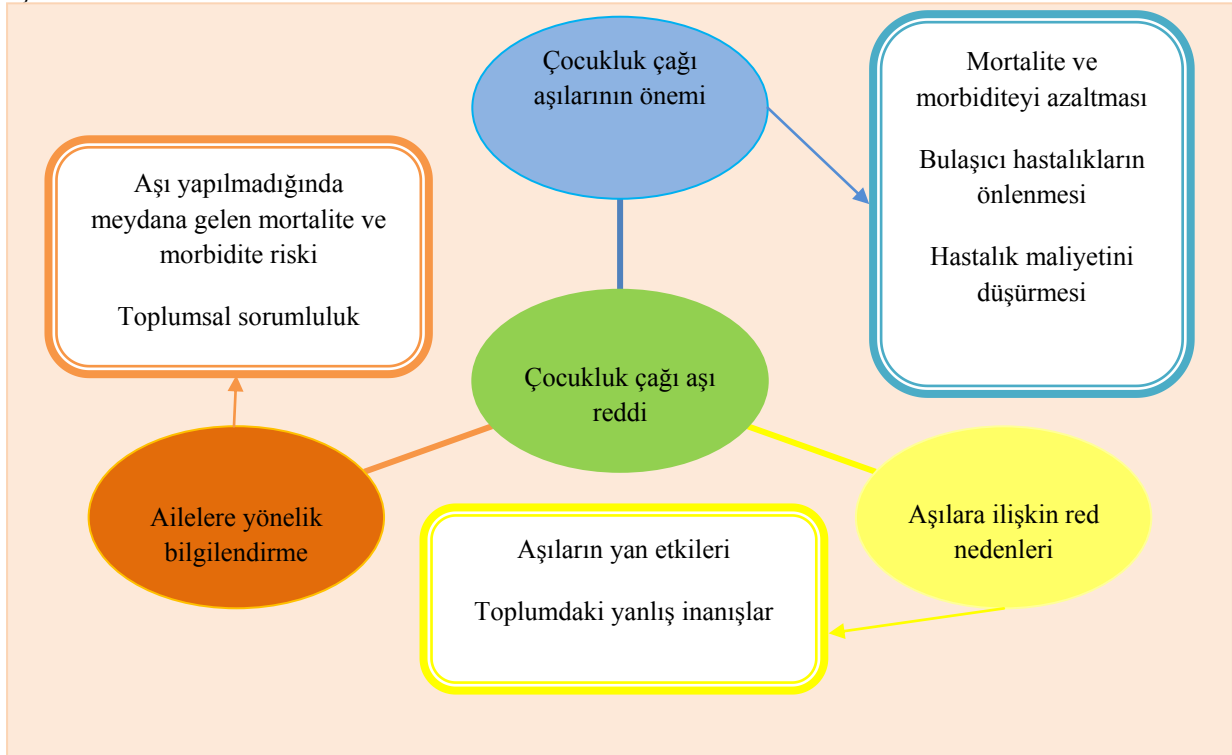 Çocukluk çağı
aşılarının önemi
Mortalite ve
morbiditeyi azaltması
Bulaşıcı hastalıkların
önlenmesi
Hastalık maliyetini
düşürmesi
Aşı yapılmadığında
meydana gelen mortalite ve
morbidite riski
Toplumsal sorumluluk
Çocukluk çağı aşı
reddi
Ailelere yönelik
bilgilendirme
Aşıların yan etkileri
Toplumdaki yanlış inanışlar
Aşılara ilişkin red
nedenleri